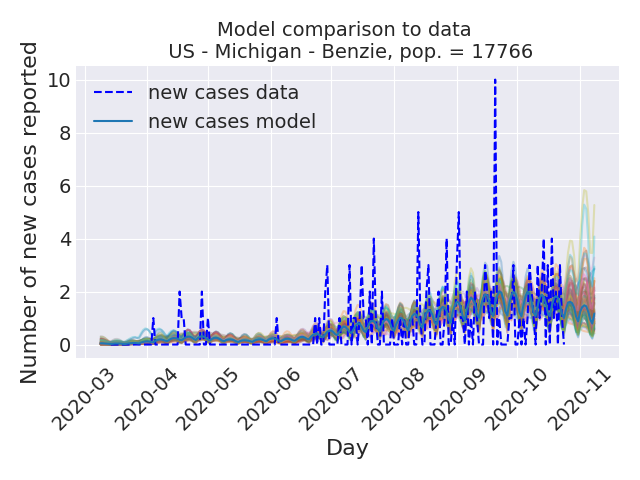 Model comparison to data
US - Michigan - Benzie, pop. = 17766
Number of new cases reported
10
8
6
4
2
0
new cases data
new cases model
2020-03
2020-04
2020-05
2020-06
2020-07
2020-08
2020-09
2020-10
2020-11
Day